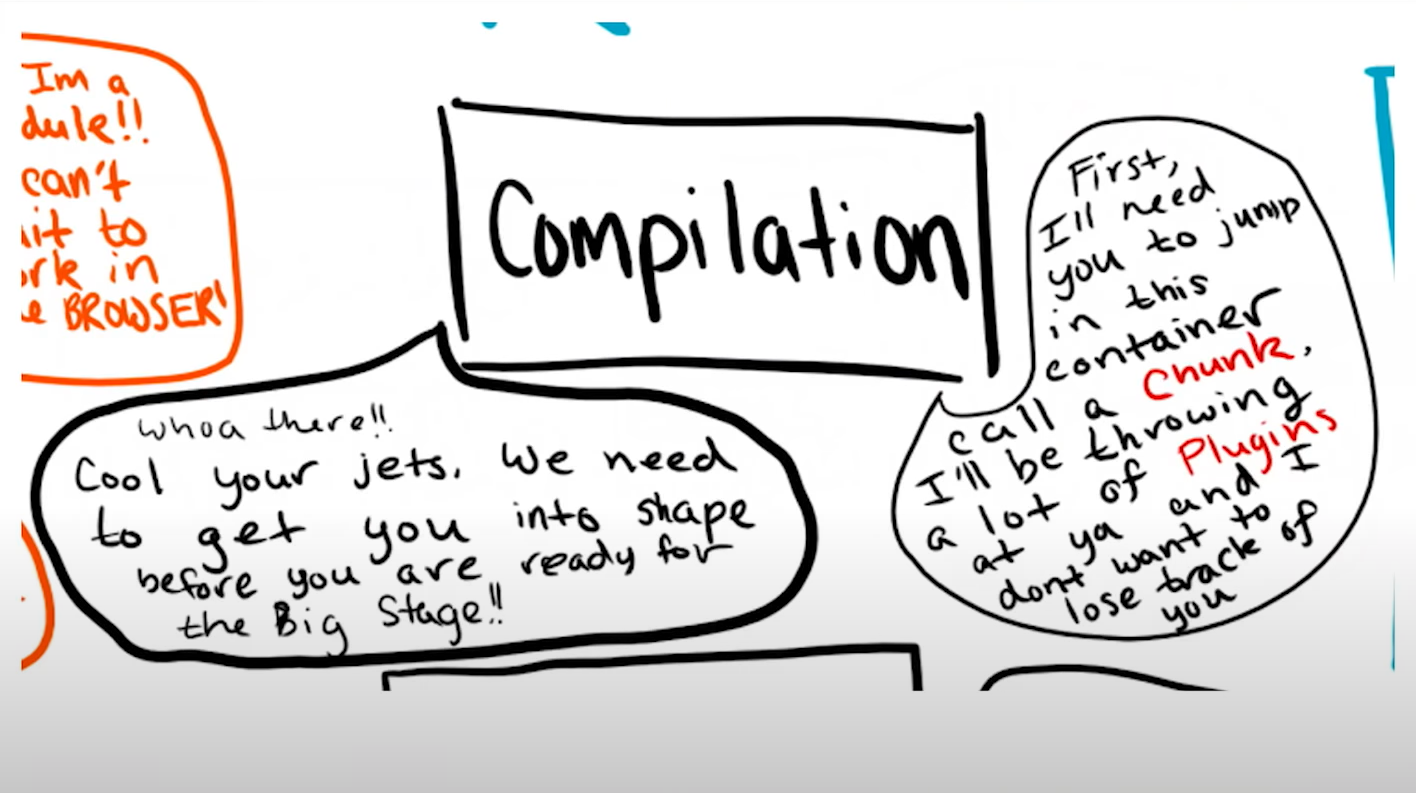 Im a
dule!!
can't
it to
rk in
e BROWSER!
Compilation
whoa there!!
Cool your jets. We need
to get you into shape
before you are ready for
the Big Stage!!
First,
I'll need
you to jump
in this
container
call a Chunk.
I'll be throwing
a lot of Plugins
at ya and I
dont want to
lose track of
you